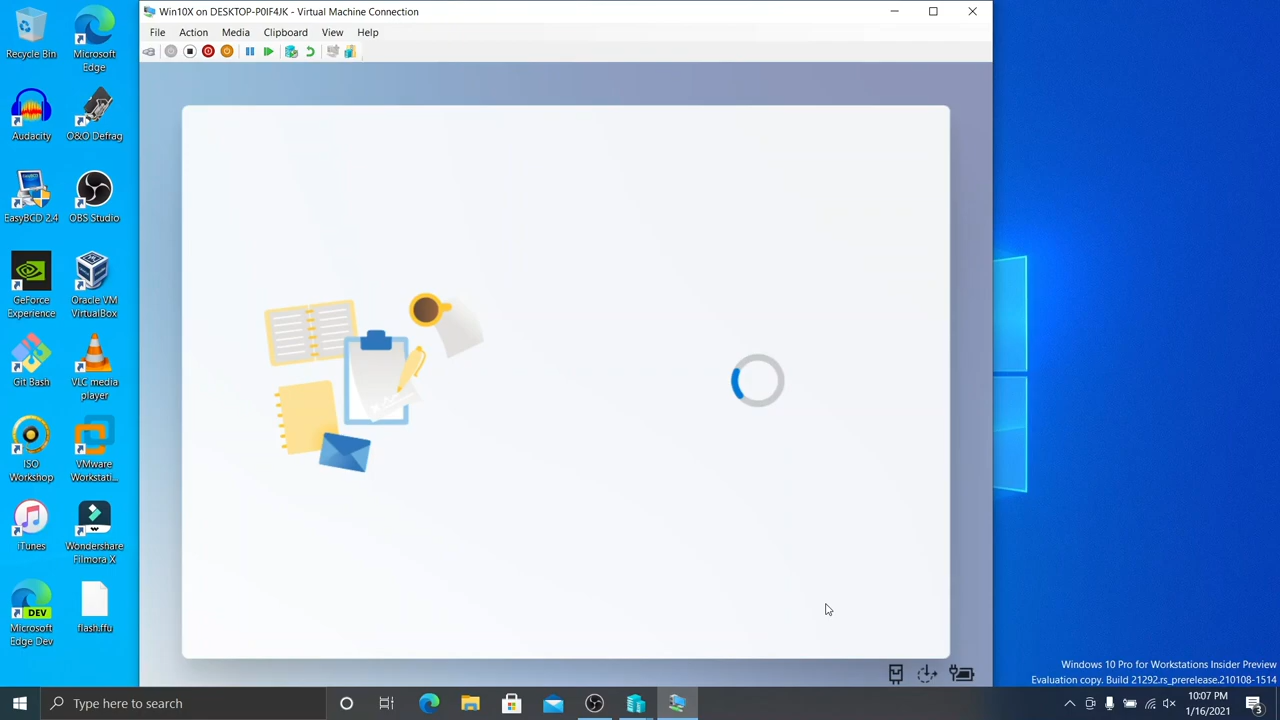 Win10X on DESKTOP-P0IF4JK - Virtual Machine Connection
File Action Media Clipboard View Help
Recycle Bin
Microsoft
Edge
Audacity
O&O Defrag
EasyBCD 2.4
OBS Studio
GeForce
Experience
Oracle VM
VirtualBox
Git Bash
VLC media
player
ISO
Workshop
VMware
Workstati...
iTunes
Wondershare
Filmora X
DEV
Microsoft
Edge Dev
flash.ffu
Windows 10 Pro for Workstations Insider Preview
Evaluation copy. Build 21292.rs_prerelease.210108-1514
Type here to search
10:07 PM
1/16/2021
3